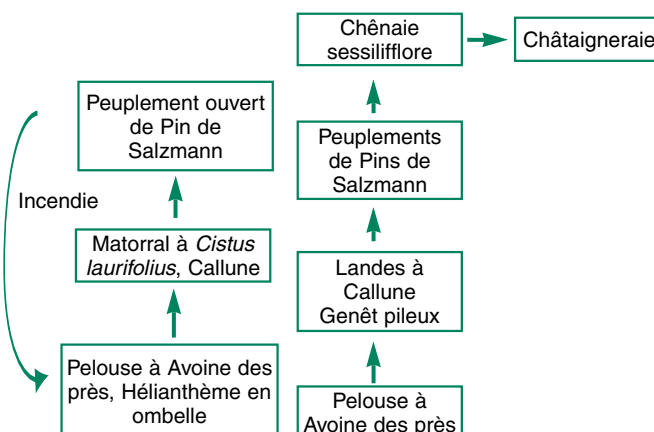 Chênaie
sessilifflore
Châtaigneraie
Peuplement ouvert
de Pin de
Salzmann
Peuplements
de Pins de
Salzmann
Incendie
Matorral à Cistus
laurifolius, Callune
Landes à
Callune
Genêt pileux
Pelouse à Avoine des
près, Hélianthème en
ombelle
Pelouse à
Avoine des près